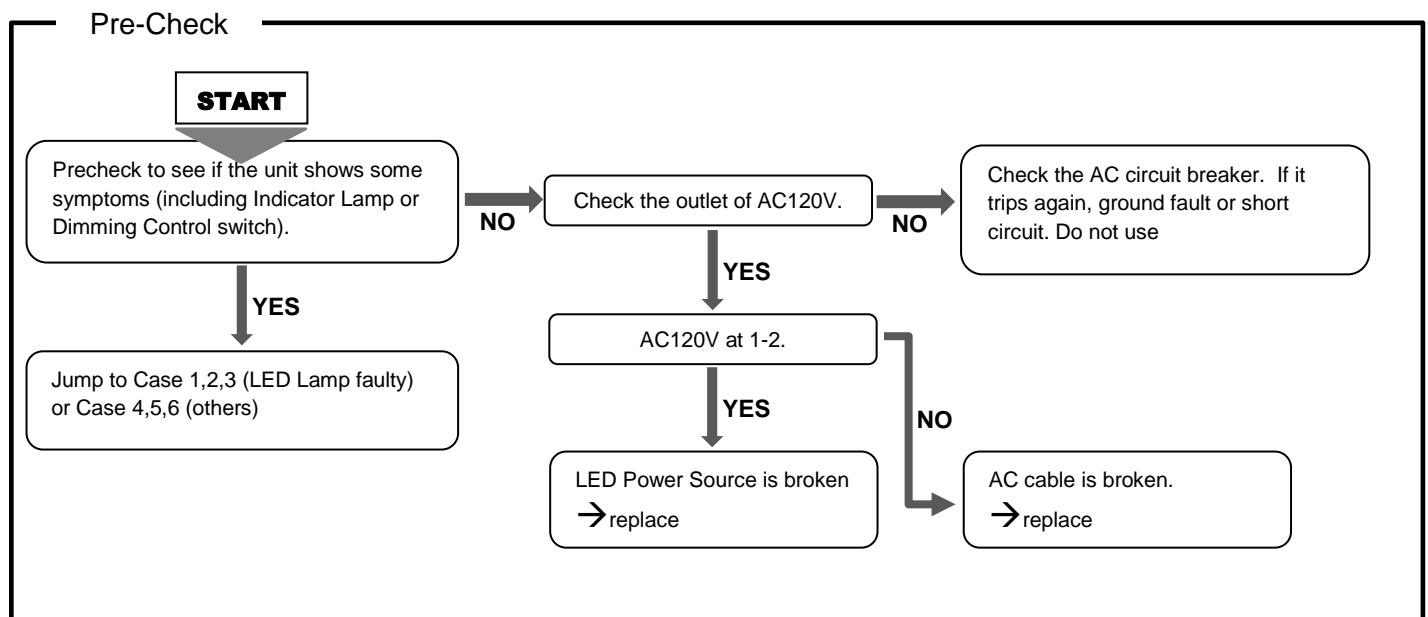 Pre-Check
START
Precheck to see if the unit shows some
symptoms (including Indicator Lamp or
Dimming Control switch).
NO
Check the outlet of AC120V.
NO
Check the AC circuit breaker.  If it
trips again, ground fault or short
circuit. Do not use
YES
YES
AC120V at 1-2.
Jump to Case 1,2,3 (LED Lamp faulty)
or Case 4,5,6 (others)
YES
NO
LED Power Source is broken
→replace
AC cable is broken.
→replace